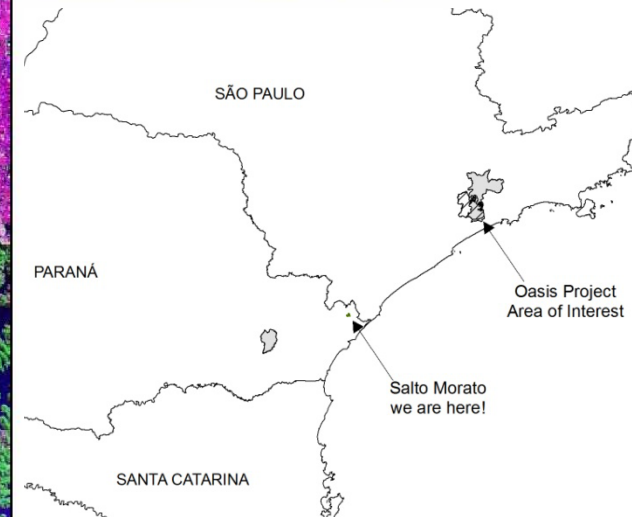 SÃO PAULO
PARANÁ
Oasis Project
Area of Interest
Salto Morato
we are here!
SANTA CATARINA